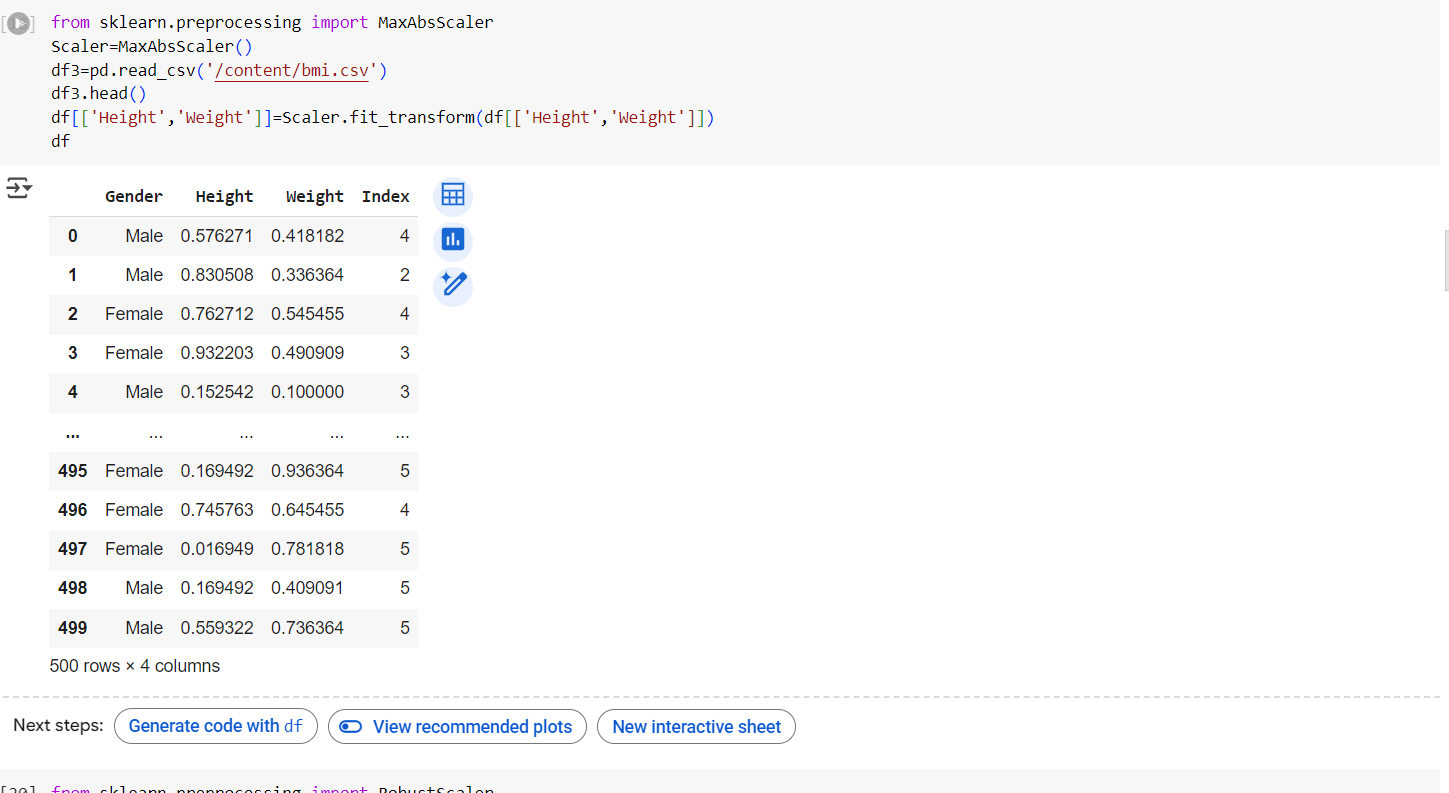 [ ] from sklearn.preprocessing import MaxAbsScaler
Scaler=MaxAbsScaler()
df3=pd.read_csv('/content/bmi.csv')
df3.head()
df[['Height','Weight']]=Scaler.fit_transform(df[['Height','Weight']])
df
Gender Height Weight Index
0 Male 0.576271 0.418182 4
1 Male 0.830508 0.336364 2
2 Female 0.762712 0.545455 4
3 Female 0.932203 0.490909 3
4 Male 0.152542 0.100000 3
... ... ... ... ...
495 Female 0.169492 0.936364 5
496 Female 0.745763 0.645455 4
497 Female 0.016949 0.781818 5
498 Male 0.169492 0.409091 5
499 Male 0.559322 0.736364 5
500 rows × 4 columns
Next steps: Generate code with df View recommended plots New interactive sheet
[20] from sklearn.preprocessing import RobustScaler